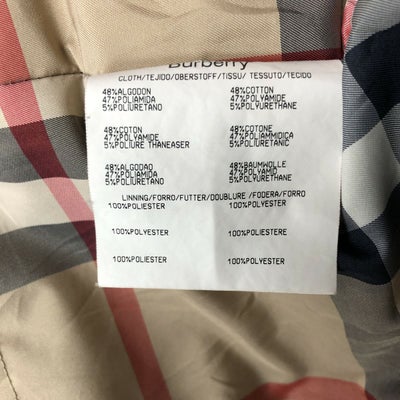 Burberry
CLOTH/TEJIDO/OBERSTOFF/TISSU/ TESSUTO/TECIDO
48%ALGODON 48%COTTON
47%POLIAMIDA 47%POLYAMIDE
5%POLIURETANO 5%POLYURETHANE
48%COTON 48%COTONE
47%POLYAMIDE 47%POLIAMMIDICA
5%POLIURE THANEASER 5%POLIURETANIC
48%ALGODAO 48%BAUMWOLLE
47%POLIAMIDA 47%POLYAMID
5%POLIURETANO 5%POLYURETHANE
LINNING/FORRO/FUTTER/DOUBLURE /FODERA/FORRO
100%POLIESTER 100%POLYESTER
100%POLYESTER 100%POLIESTERE
100%POLIESTER 100%POLYESTER